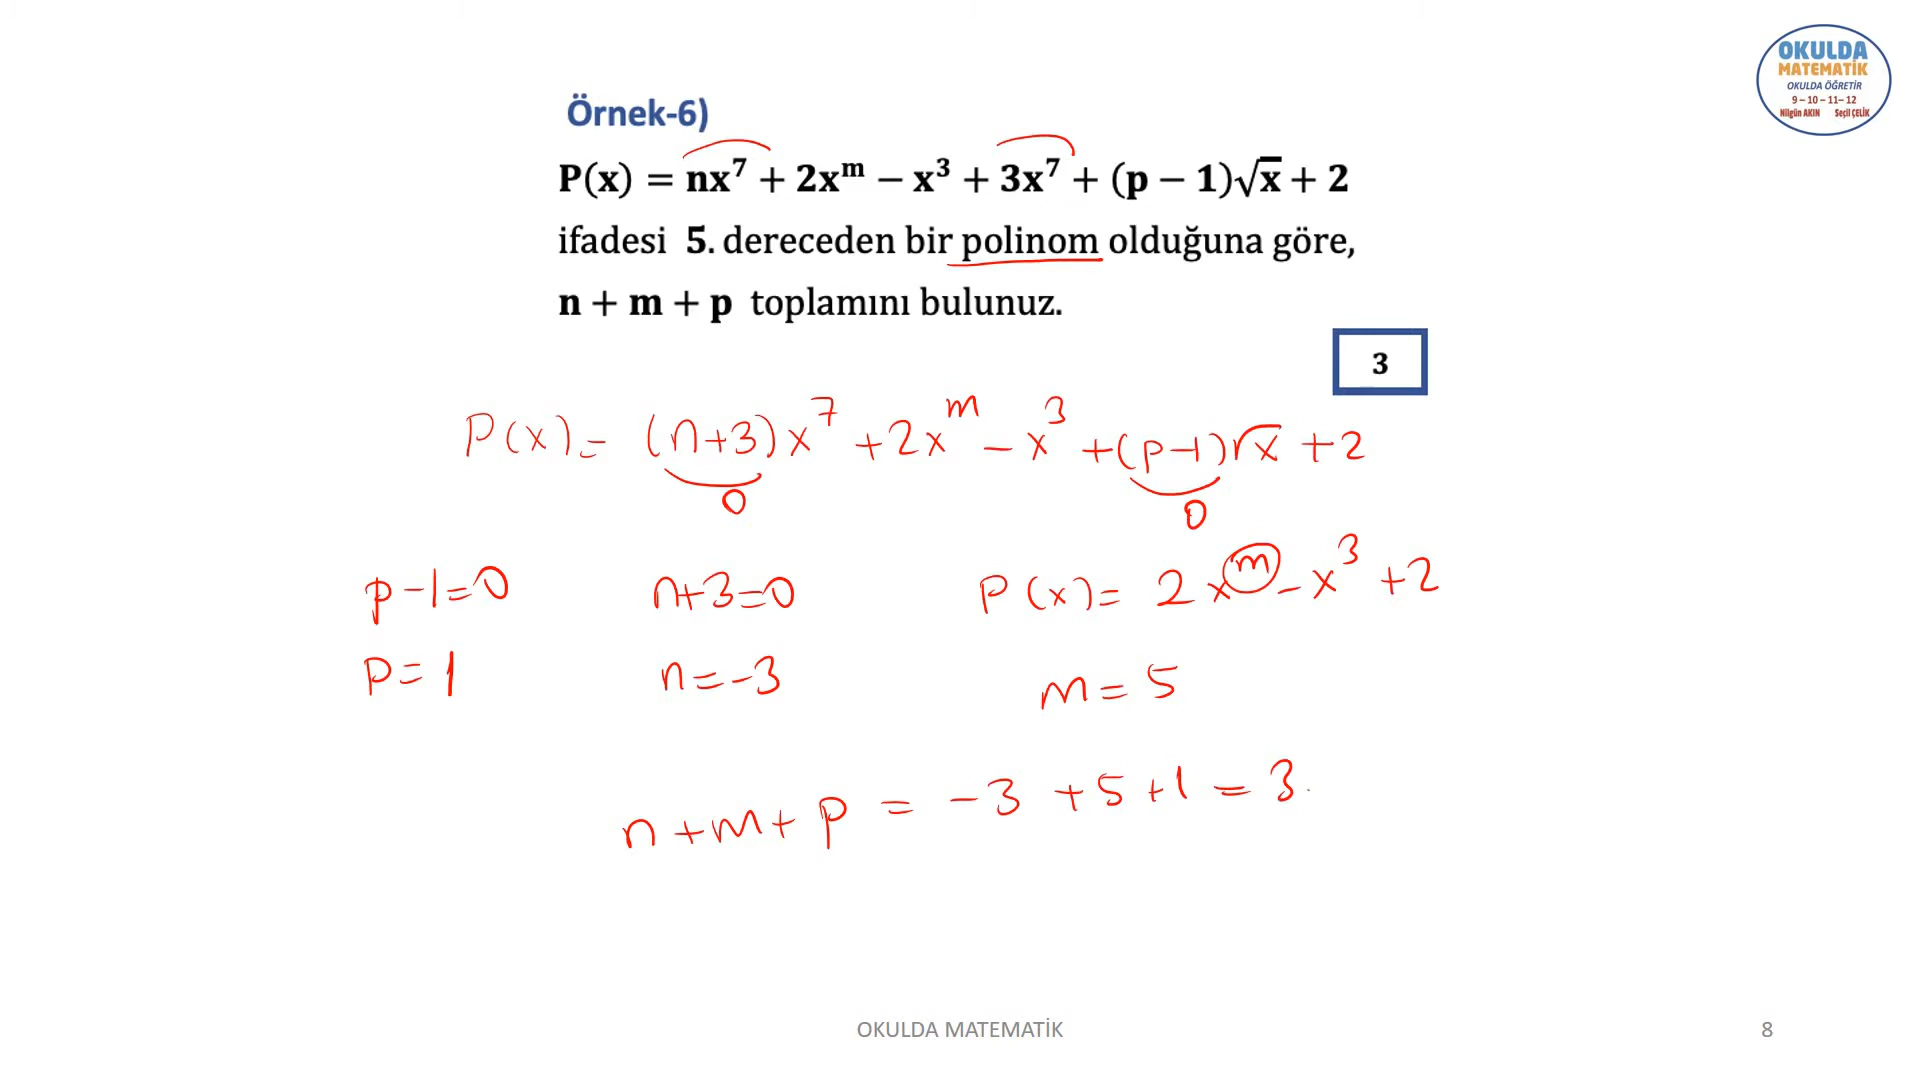 OKULDA
MATEMATİK
OKULDA ÖĞRETİR
9 – 10 – 11– 12
Nilgün AKIN Seçil ÇELİK
Örnek-6)
P(x) = nx⁷ + 2xᵐ − x³ + 3x⁷ + (p − 1)√x + 2
ifadesi 5. dereceden bir polinom olduğuna göre,
n + m + p toplamını bulunuz.
3
P(x) = (n+3)x⁷ + 2xᵐ − x³ + (p−1)√x + 2
0 0
p−1=0 n+3=0 P(x) = 2xᵐ − x³ + 2
p=1 n=−3 m=5
n+m+p = −3 +5+1 = 3.
OKULDA MATEMATİK 8